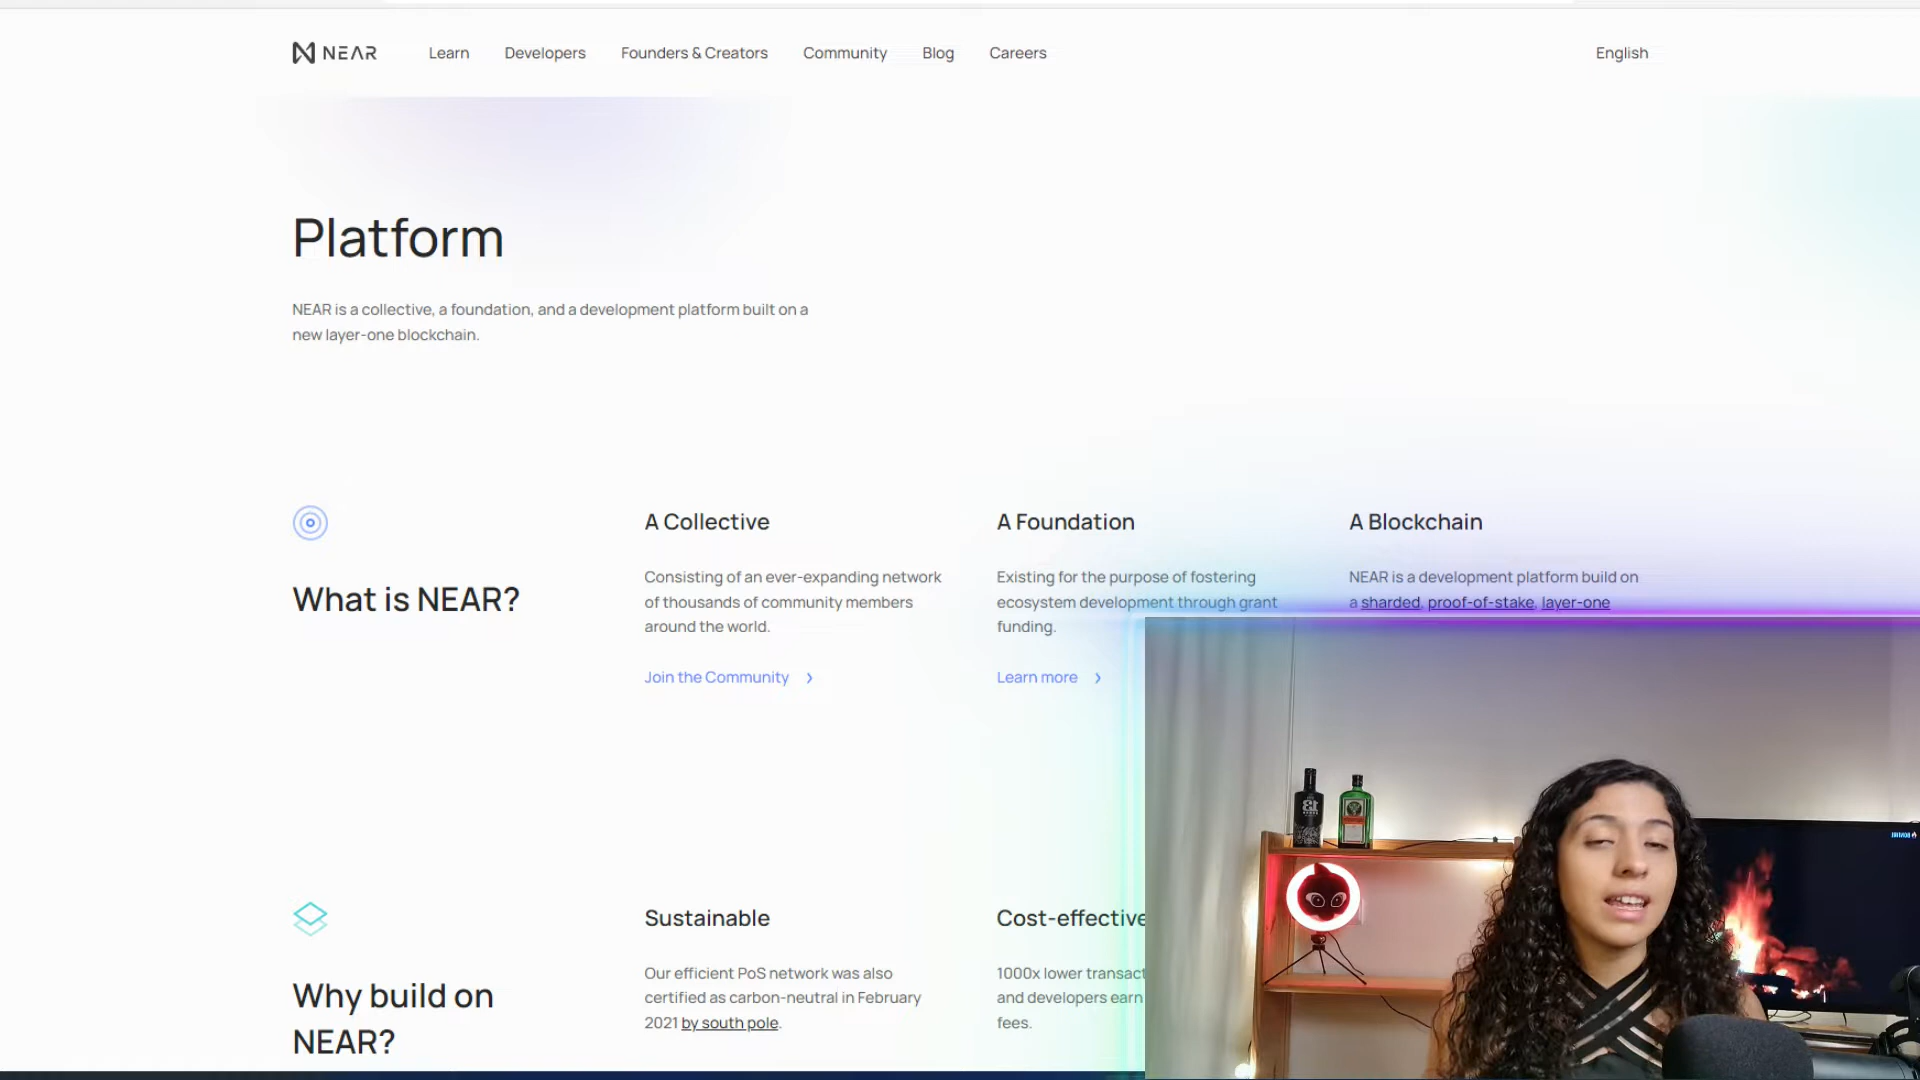 NEAR Learn Developers Founders & Creators Community Blog Careers English
Platform
NEAR is a collective, a foundation, and a development platform built on a
new layer-one blockchain.
What is NEAR?
A Collective
Consisting of an ever-expanding network
of thousands of community members
around the world.
Join the Community
A Foundation
Existing for the purpose of fostering
ecosystem development through grant
funding.
Learn more
A Blockchain
NEAR is a development platform build on
a sharded, proof-of-stake, layer-one
Why build on
NEAR?
Sustainable
Our efficient PoS network was also
certified as carbon-neutral in February
2021 by south pole.
Cost-effective
1000x lower transact
and developers earn
fees.